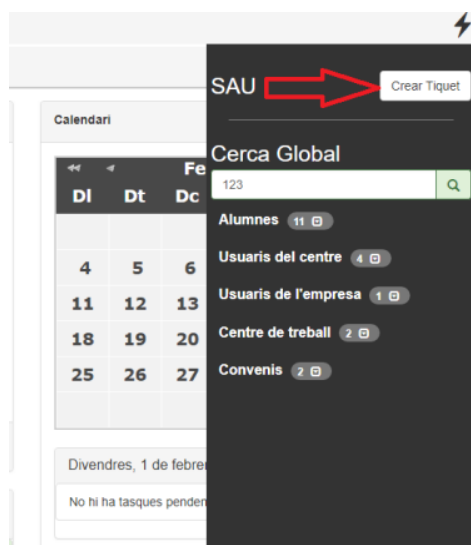 SAU
Crear Tiquet
Calendari
Cerca Global
123
Fe
Dl Dt Dc
Alumnes 11
Usuaris del centre 4
4 5 6
Usuaris de l'empresa 1
11 12 13
Centre de treball 2
18 19 20
Convenis 2
25 26 27
Divendres, 1 de febre
No hi ha tasques penden